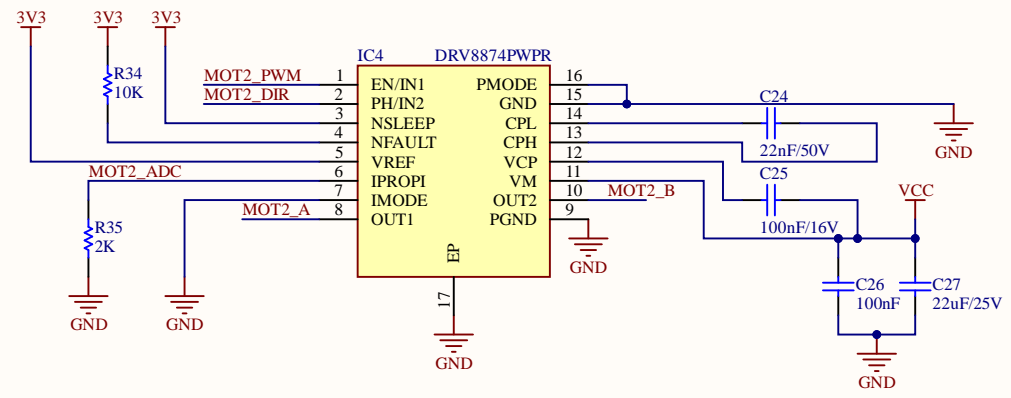 3V3 3V3 3V3
IC4 DRV8874PWPR
R34
10K
MOT2_PWM 1 EN/IN1 PMODE 16
MOT2_DIR 2 PH/IN2 GND 15
3 NSLEEP CPL 14
4 NFAULT CPH 13
5 VREF VCP 12
MOT2_ADC 6 IPROPI VM 11
7 IMODE OUT2 10 MOT2_B
MOT2_A 8 OUT1 PGND 9
EP
17
R35
2K
GND
GND
GND
GND
C24
22nF/50V
GND
C25
100nF/16V
VCC
C26
100nF
C27
22uF/25V
GND